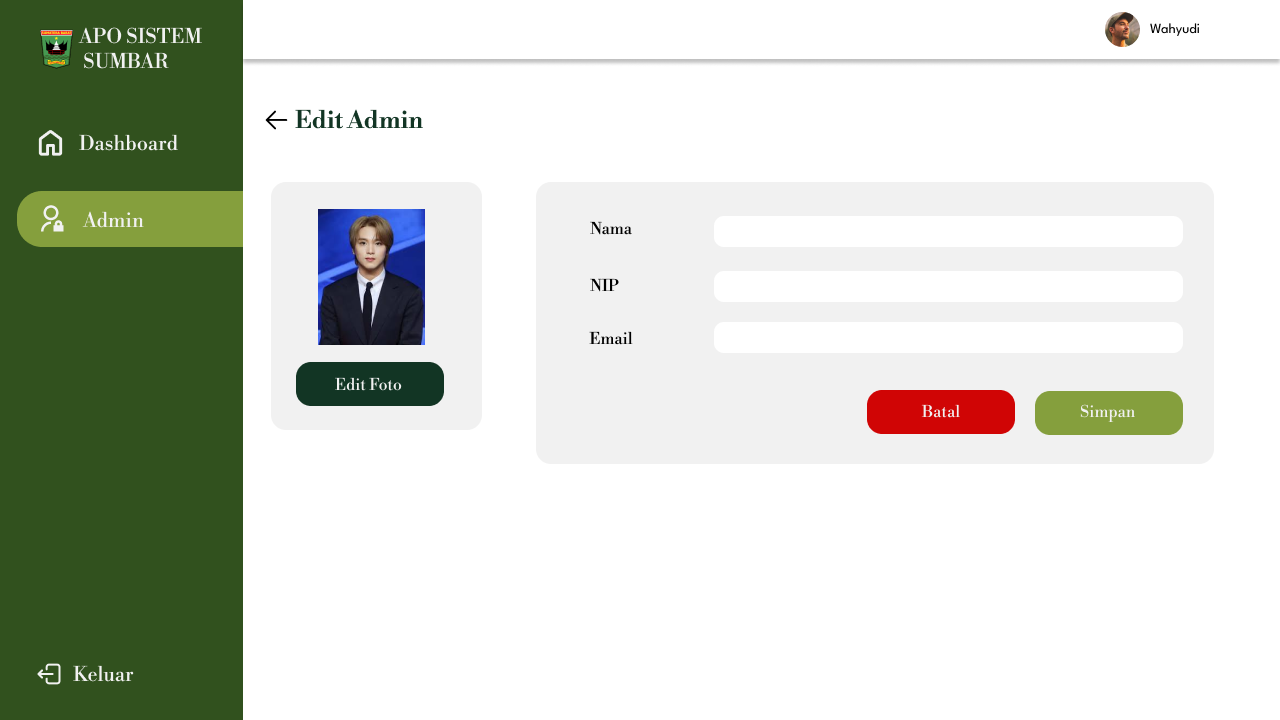 APO SISTEM
SUMBAR
Wahyudi
Dashboard
Admin
Keluar
Edit Admin
Edit Foto
Nama
NIP
Email
Batal
Simpan